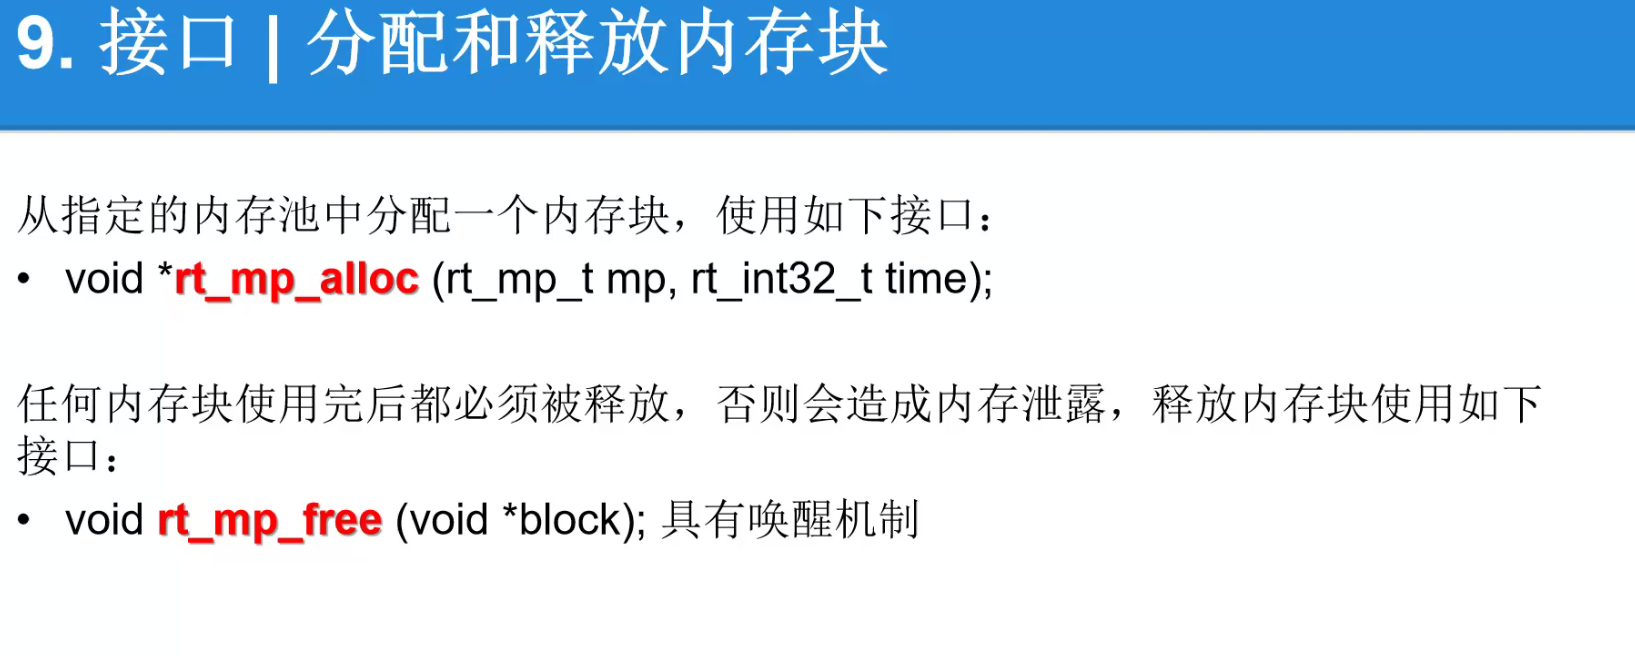 9. 接口 | 分配和释放内存块
从指定的内存池中分配一个内存块，使用如下接口：
• void *rt_mp_alloc (rt_mp_t mp, rt_int32_t time);
任何内存块使用完后都必须被释放，否则会造成内存泄露，释放内存块使用如下
接口：
• void rt_mp_free (void *block); 具有唤醒机制